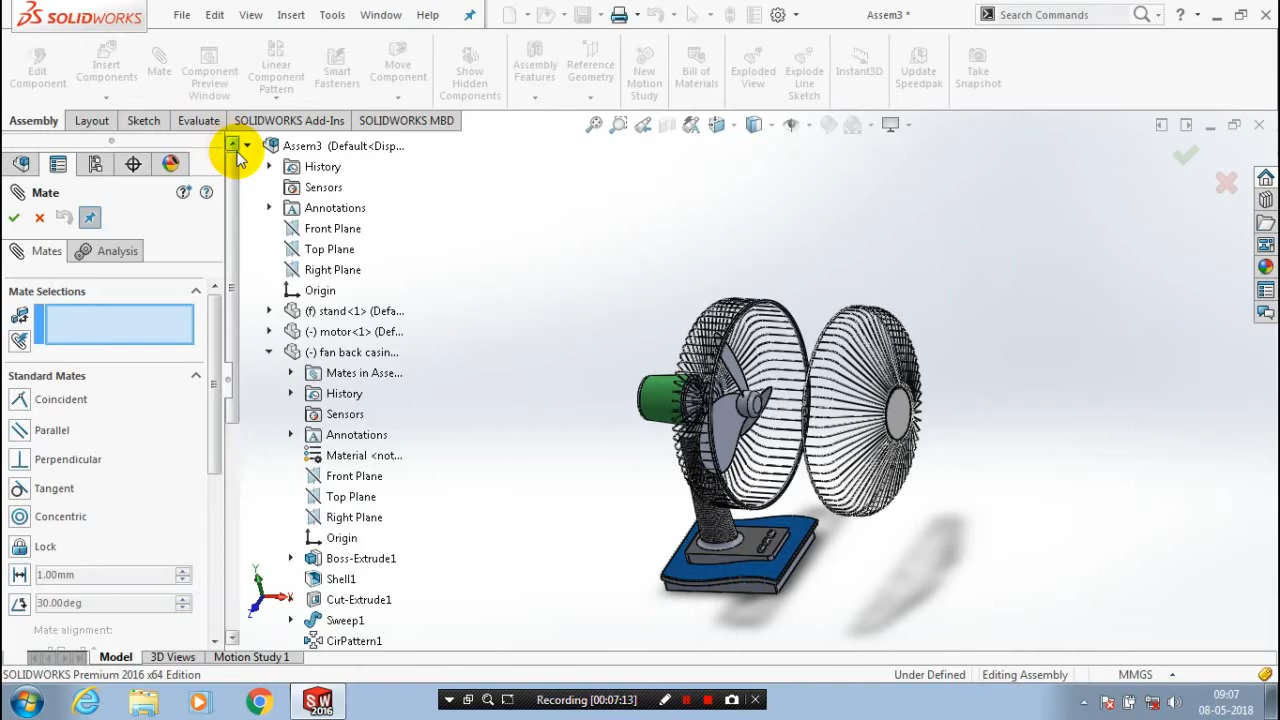 SOLIDWORKS File Edit View Insert Tools Window Help Assem3 * Search Commands
Edit Component
Insert Components
Mate
Component Preview Window
Linear Component Pattern
Smart Fasteners
Move Component
Show Hidden Components
Assembly Features
Reference Geometry
New Motion Study
Bill of Materials
Exploded View
Explode Line Sketch
Instant3D
Update Speedpak
Take Snapshot
Assembly Layout Sketch Evaluate SOLIDWORKS Add-Ins SOLIDWORKS MBD
Mate
Mates Analysis
Mate Selections
Standard Mates
Coincident
Parallel
Perpendicular
Tangent
Concentric
Lock
1.00mm
30.00deg
Mate alignment:
Assem3 (Default<Disp...
History
Sensors
Annotations
Front Plane
Top Plane
Right Plane
Origin
(f) stand<1> (Defa...
(-) motor<1> (Def...
(-) fan back casin...
Mates in Asse...
History
Sensors
Annotations
Material <not...
Front Plane
Top Plane
Right Plane
Origin
Boss-Extrude1
Shell1
Cut-Extrude1
Sweep1
CirPattern1
Y
X
Z
Model 3D Views Motion Study 1
SOLIDWORKS Premium 2016 x64 Edition Under Defined Editing Assembly MMGS
SW 2016
Recording [00:07:13]
09:07
08-05-2018